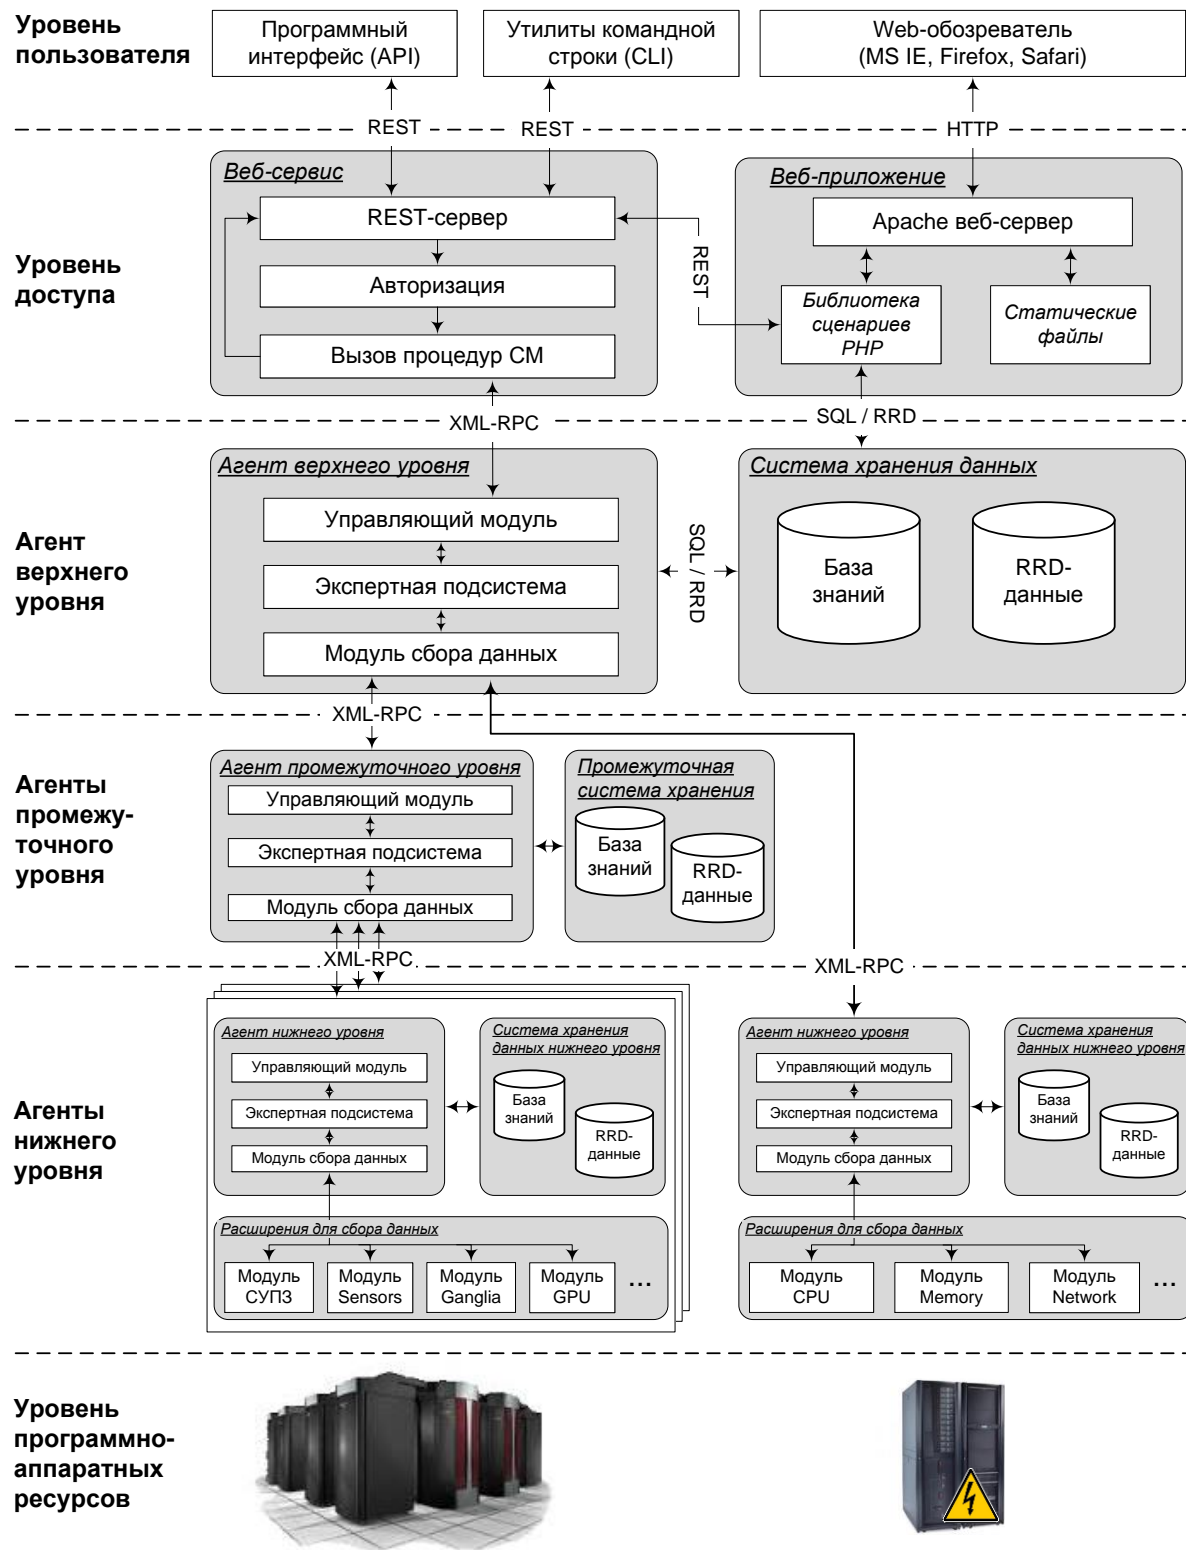 Уровень
пользователя
Программный
интерфейс (API)
Утилиты командной
строки (CLI)
Web-обозреватель
(MS IE, Firefox, Safari)
REST
REST
HTTP
Уровень
доступа
Веб-сервис
REST-сервер
Авторизация
Вызов процедур СМ
REST
Веб-приложение
Apache веб-сервер
Библиотека
сценариев
PHP
Статические
файлы
XML-RPC
SQL / RRD
Агент
верхнего
уровня
Агент верхнего уровня
Управляющий модуль
Экспертная подсистема
Модуль сбора данных
SQL / RRD
Система хранения данных
База
знаний
RRD-
данные
XML-RPC
Агенты
промежу-
точного
уровня
Агент промежуточного уровня
Управляющий модуль
Экспертная подсистема
Модуль сбора данных
Промежуточная
система хранения
База
знаний
RRD-
данные
XML-RPC
XML-RPC
Агенты
нижнего
уровня
Агент нижнего уровня
Управляющий модуль
Экспертная подсистема
Модуль сбора данных
Система хранения
данных нижнего уровня
База
знаний
RRD-
данные
Расширения для сбора данных
Модуль
СУПЗ
Модуль
Sensors
Модуль
Ganglia
Модуль
GPU
...
Агент нижнего уровня
Управляющий модуль
Экспертная подсистема
Модуль сбора данных
Система хранения
данных нижнего уровня
База
знаний
RRD-
данные
Расширения для сбора данных
Модуль
CPU
Модуль
Memory
Модуль
Network
...
Уровень
программно-
аппаратных
ресурсов